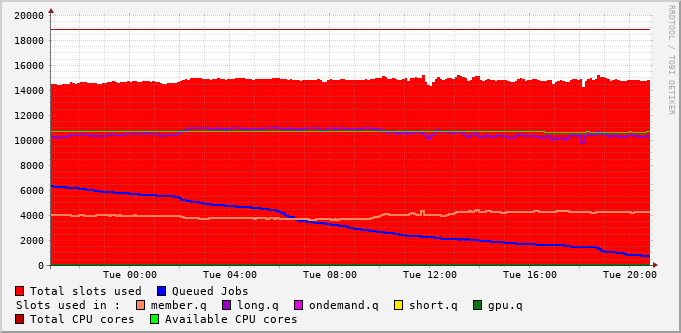 20000
18000
16000
14000
12000
10000
8000
6000
4000
2000
0
Tue 00:00 Tue 04:00 Tue 08:00 Tue 12:00 Tue 16:00 Tue 20:00
Total slots used Queued Jobs
Slots used in : member.q long.q ondemand.q short.q gpu.q
Total CPU cores Available CPU cores
RRDTOOL / TOBI OETIKER